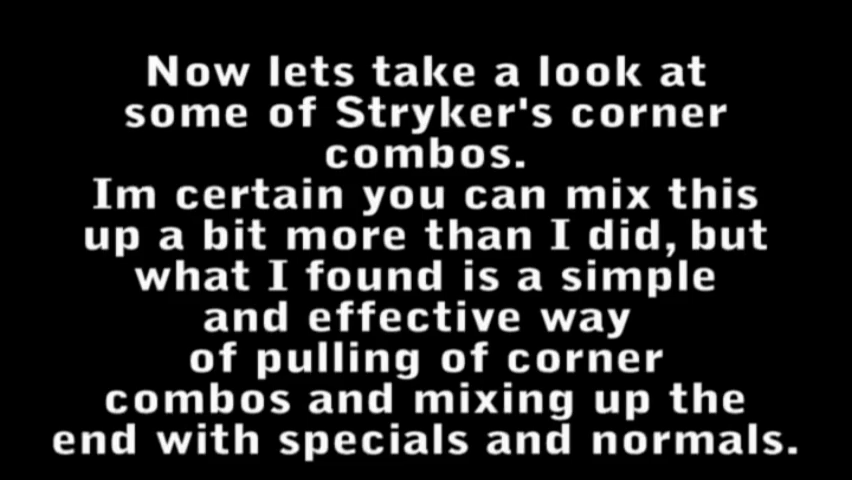 Now lets take a look at
some of Stryker's corner
combos.
Im certain you can mix this
up a bit more than I did, but
what I found is a simple
and effective way
of pulling of corner
combos and mixing up the
end with specials and normals.